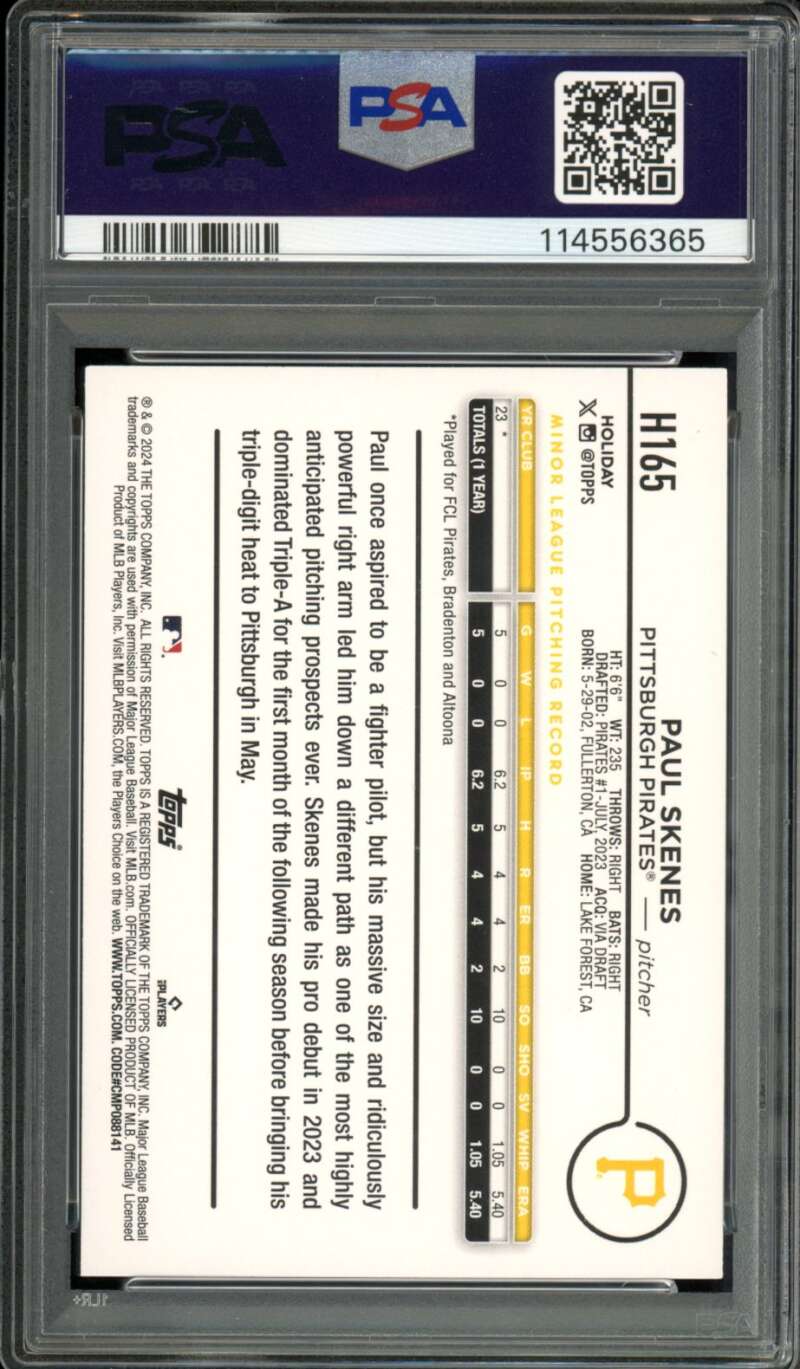 PSA
PSA
114556365
H165
PAUL SKENES
PITTSBURGH PIRATES® — pitcher
HOLIDAY
@TOPPS
HT: 6'6" WT: 235 THROWS: RIGHT BATS: RIGHT
DRAFTED: PIRATES #1-JULY, 2023 ACQ: VIA DRAFT
BORN: 5-29-02, FULLERTON, CA HOME: LAKE FOREST, CA
MINOR LEAGUE PITCHING RECORD
YR CLUB G W L IP H R ER BB SO SHO SV WHIP ERA
23 * 5 0 0 6.2 5 4 4 2 10 0 0 1.05 5.40
TOTALS (1 YEAR) 5 0 0 6.2 5 4 4 2 10 0 0 1.05 5.40
*Played for FCL Pirates, Bradenton and Altoona
Paul once aspired to be a fighter pilot, but his massive size and ridiculously
powerful right arm led him down a different path as one of the most highly
anticipated pitching prospects ever. Skenes made his pro debut in 2023 and
dominated Triple-A for the first month of the following season before bringing his
triple-digit heat to Pittsburgh in May.
topps®
PLAYERS
® & © 2024 THE TOPPS COMPANY, INC. ALL RIGHTS RESERVED. TOPPS IS A REGISTERED TRADEMARK OF THE TOPPS COMPANY, INC. Major League Baseball
trademarks and copyrights are used with permission of Major League Baseball. Visit MLB.com. OFFICIALLY LICENSED PRODUCT OF MLB. Officially Licensed
Product of MLB Players, Inc. Visit MLBPLAYERS.COM, the Players Choice on the web. WWW.TOPPS.COM. CODE#CMP088141